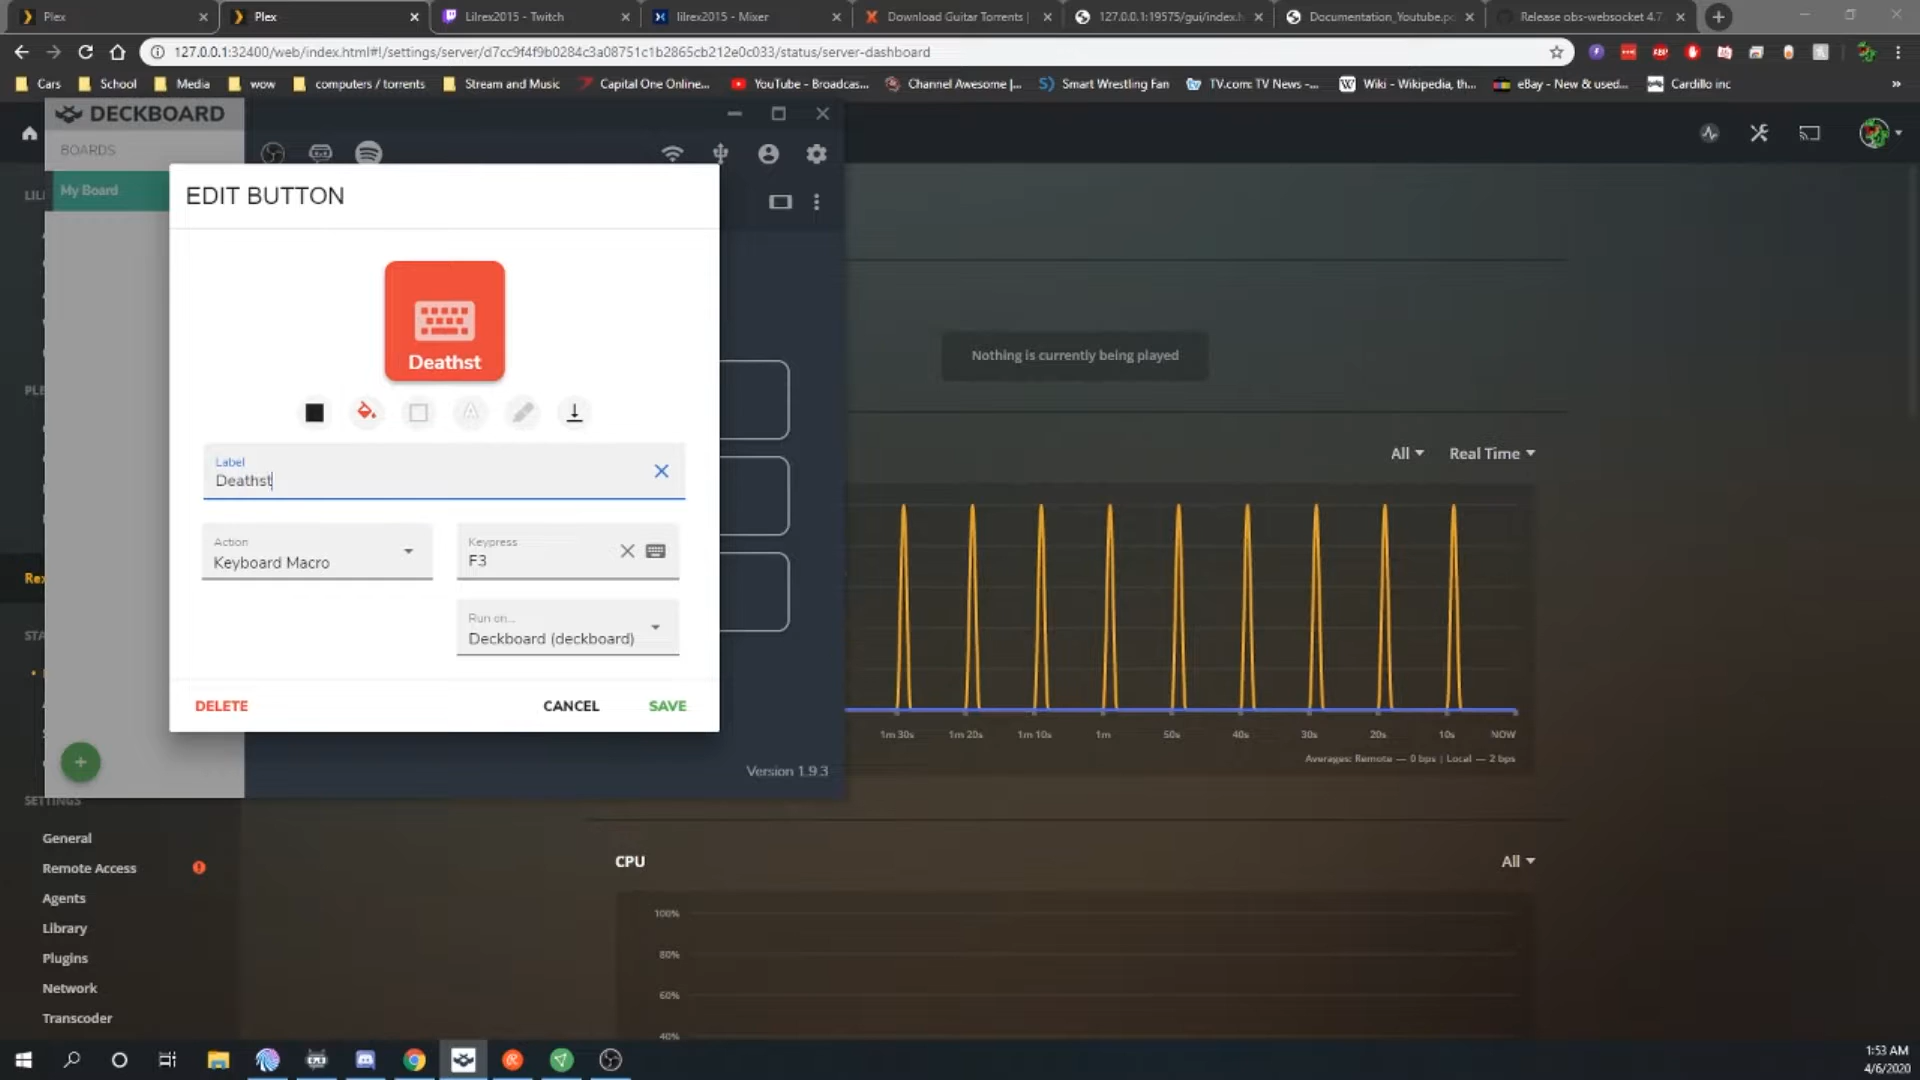 Plex
Plex
Lilrex2015 - Twitch
lilrex2015 - Mixer
Download Guitar Torrents |
127.0.0.1:19575/gui/index.h
Documentation_Youtube.p
Release obs-websocket 4.7
127.0.0.1:32400/web/index.html#!/settings/server/d7cc9f4f9b0284c3a08751c1b2865cb212e0c033/status/server-dashboard
Cars
School
Media
wow
computers / torrents
Stream and Music
Capital One Online...
YouTube - Broadcas...
Channel Awesome |...
Smart Wrestling Fan
TV.com: TV News -...
Wiki - Wikipedia, th...
eBay - New & used...
Cardillo inc
»
DECKBOARD
BOARDS
My Board
EDIT BUTTON
Deathst
Label
Deathst
Action
Keyboard Macro
Keypress
F3
Run on...
Deckboard (deckboard)
DELETE
CANCEL
SAVE
Version 1.9.3
LIL
PLE
Rex
STA
SETTINGS
General
Remote Access
Agents
Library
Plugins
Network
Transcoder
Nothing is currently being played
All
Real Time
1m 30s
1m 20s
1m 10s
1m
50s
40s
30s
20s
10s
NOW
Averages: Remote — 0 bps | Local — 2 bps
CPU
All
100%
80%
60%
40%
1:53 AM
4/6/2020